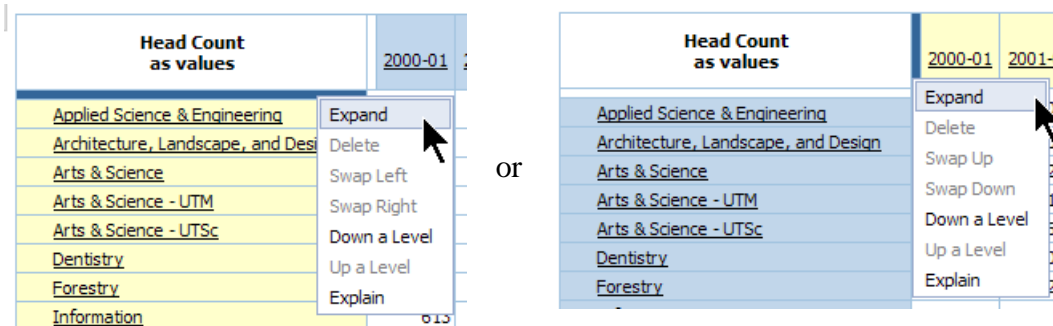 Head Count
as values
2000-01
Applied Science & Engineering
Architecture, Landscape, and Desi
Arts & Science
Arts & Science - UTM
Arts & Science - UTSc
Dentistry
Forestry
Information
613
Expand
Delete
Swap Left
Swap Right
Down a Level
Up a Level
Explain
or
Head Count
as values
2000-01 2001-
Applied Science & Engineering
Architecture, Landscape, and Design
Arts & Science
Arts & Science - UTM
Arts & Science - UTSc
Dentistry
Forestry
Expand
Delete
Swap Up
Swap Down
Down a Level
Up a Level
Explain